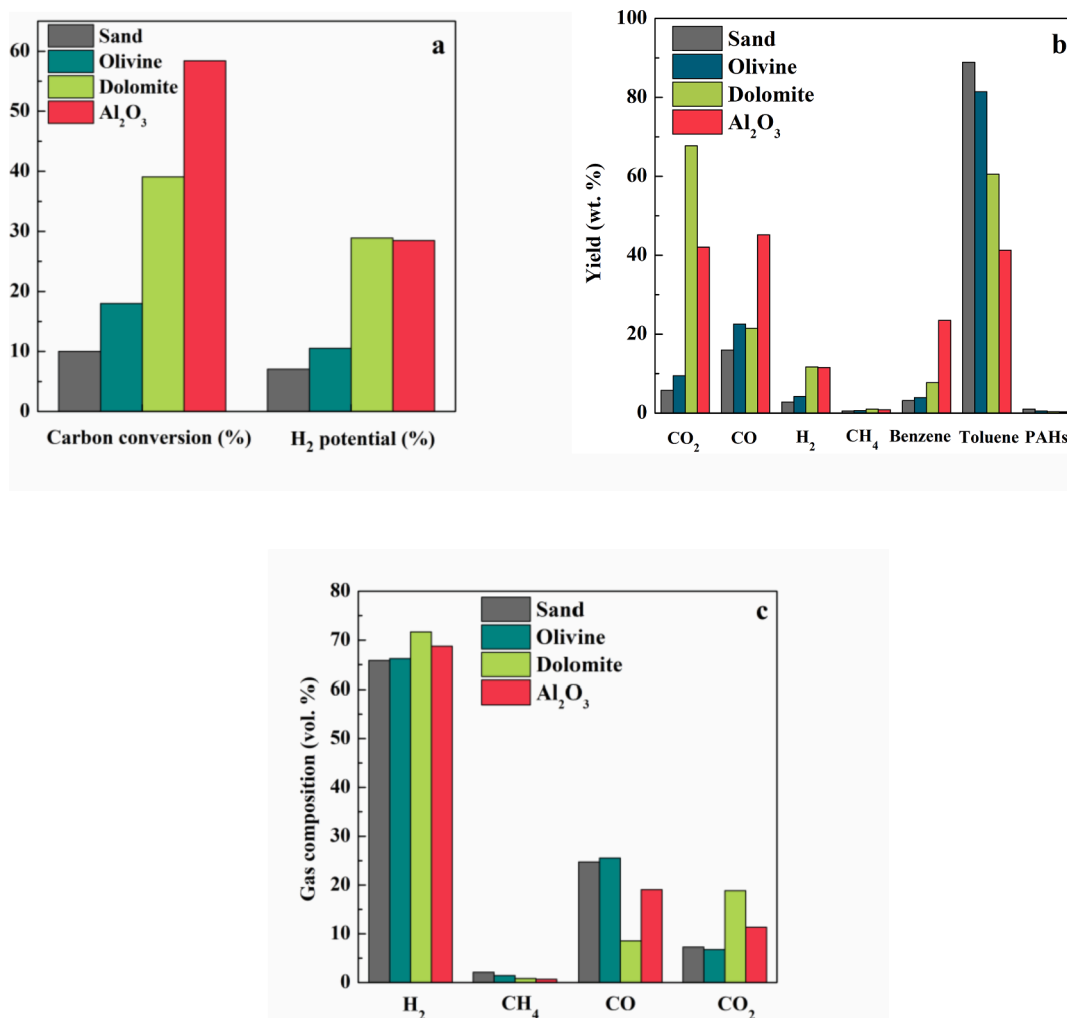 a
Sand
Olivine
Dolomite
Al₂O₃
60
50
40
30
20
10
0
Carbon conversion (%)
H₂ potential (%)
b
Sand
Olivine
Dolomite
Al₂O₃
Yield (wt. %)
100
80
60
40
20
0
CO₂ CO H₂ CH₄ Benzene Toluene PAHs
c
Sand
Olivine
Dolomite
Al₂O₃
Gas composition (vol. %)
80
70
60
50
40
30
20
10
0
H₂ CH₄ CO CO₂